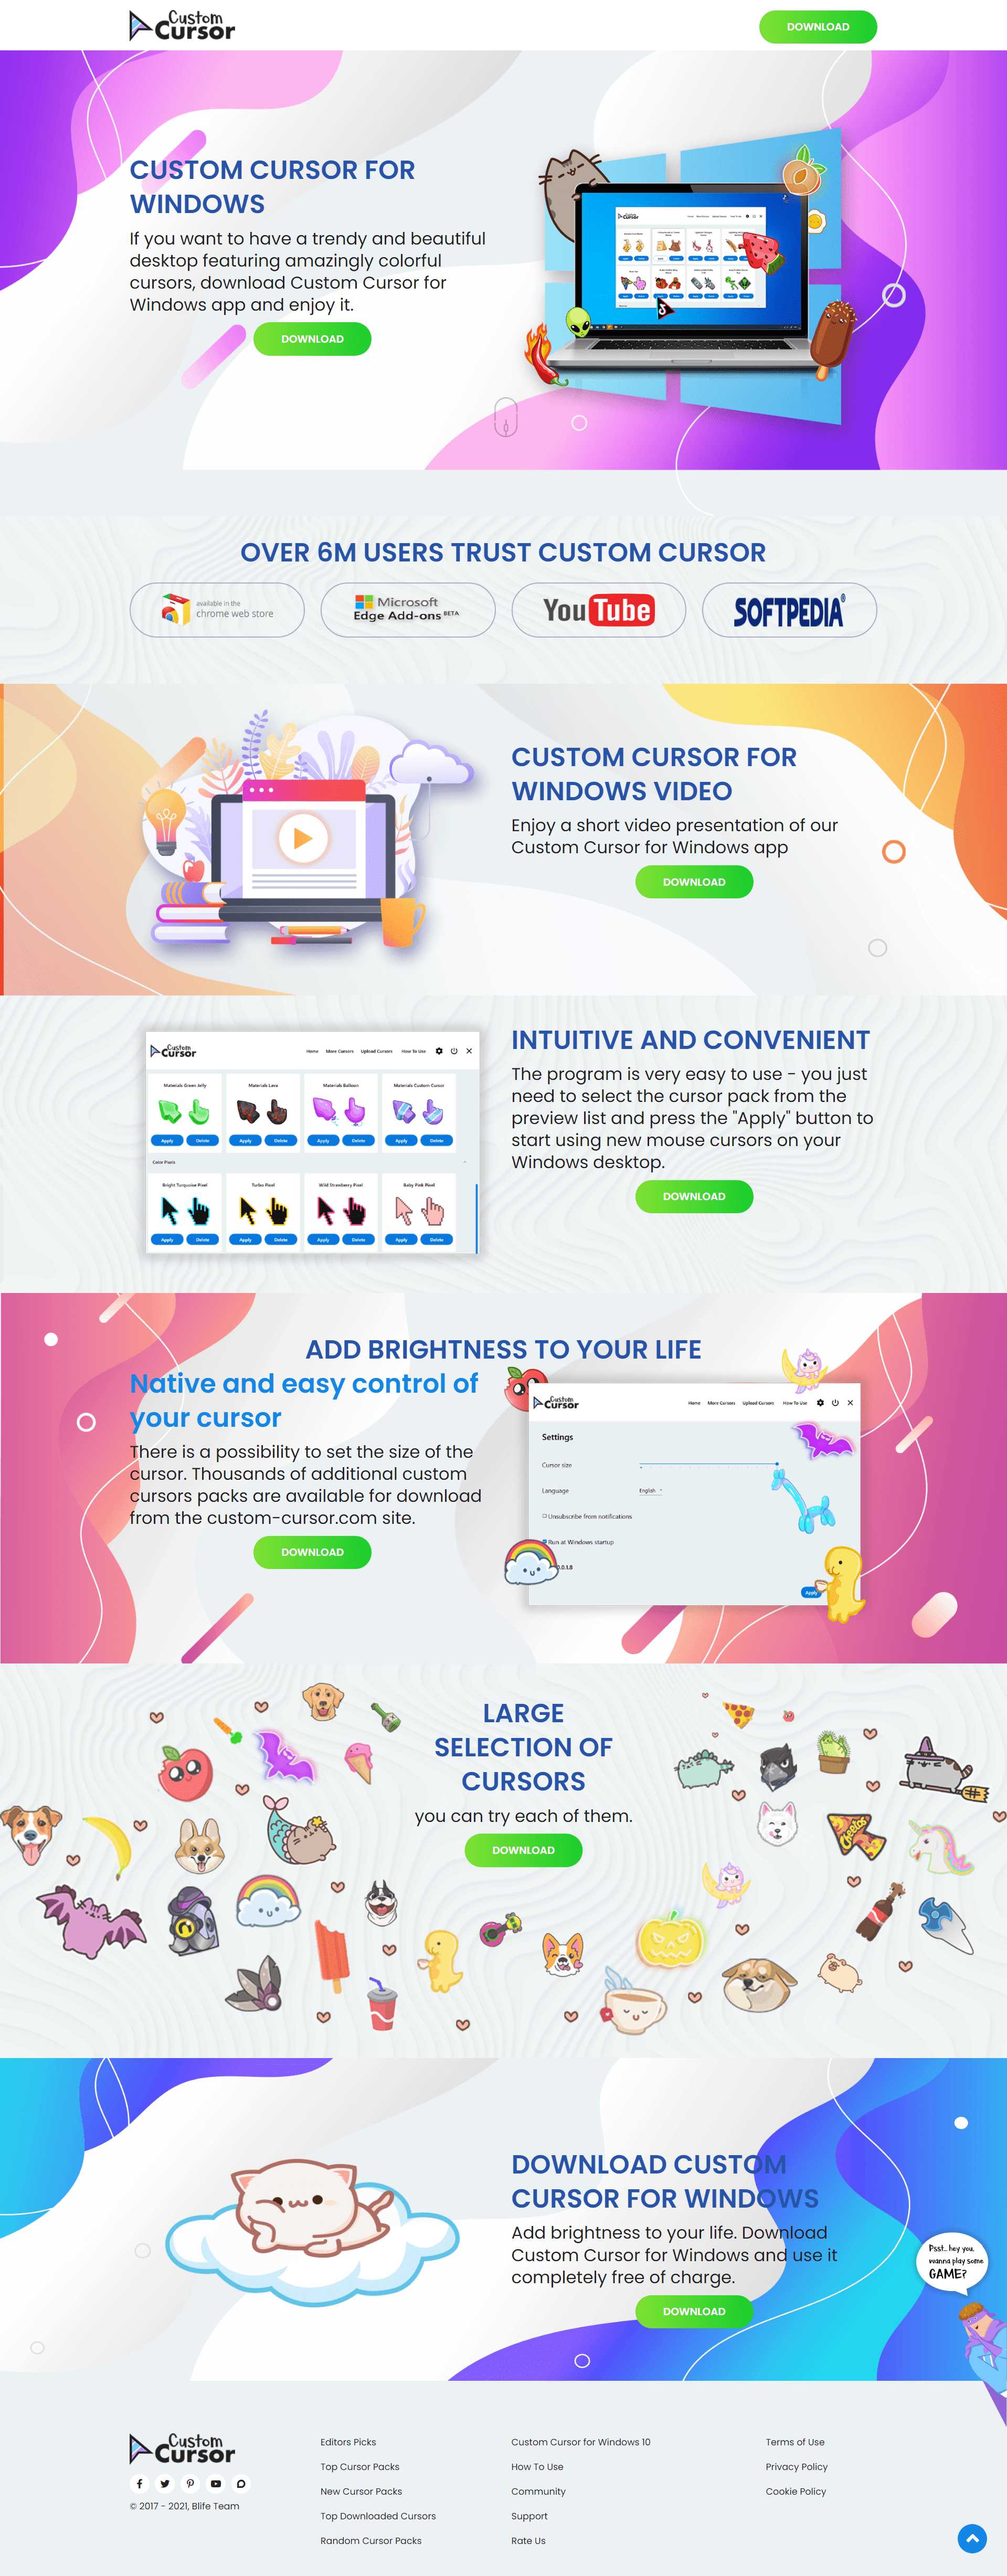 Custom
Cursor
DOWNLOAD
CUSTOM CURSOR FOR
WINDOWS
If you want to have a trendy and beautiful
desktop featuring amazingly colorful
cursors, download Custom Cursor for
Windows app and enjoy it.
DOWNLOAD
Custom
Cursor
OVER 6M USERS TRUST CUSTOM CURSOR
available in the
chrome web store
Microsoft
Edge Add-ons BETA
YouTube
SOFTPEDIA®
CUSTOM CURSOR FOR
WINDOWS VIDEO
Enjoy a short video presentation of our
Custom Cursor for Windows app
DOWNLOAD
Custom
Cursor
Home More Cursors Upload Cursors How To Use
Materials Green Jelly Materials Lava Materials Balloon Materials Custom Cursor
Apply Delete Apply Delete Apply Delete Apply Delete
Color Pixels
Bright Turquoise Pixel Turbo Pixel Wild Strawberry Pixel Baby Pink Pixel
Apply Delete Apply Delete Apply Delete Apply Delete
INTUITIVE AND CONVENIENT
The program is very easy to use - you just
need to select the cursor pack from the
preview list and press the "Apply" button to
start using new mouse cursors on your
Windows desktop.
DOWNLOAD
ADD BRIGHTNESS TO YOUR LIFE
Native and easy control of
your cursor
There is a possibility to set the size of the
cursor. Thousands of additional custom
cursors packs are available for download
from the custom-cursor.com site.
DOWNLOAD
Custom
Cursor
Home More Cursors Upload Cursors How To Use
Settings
Cursor size
Language English
Unsubscribe from notifications
Run at Windows startup
0.0.1.8
Apply
LARGE
SELECTION OF
CURSORS
you can try each of them.
DOWNLOAD
Cheetos
DOWNLOAD CUSTOM
CURSOR FOR WINDOWS
Add brightness to your life. Download
Custom Cursor for Windows and use it
completely free of charge.
DOWNLOAD
Psst.. hey you,
wanna play some
GAME?
Custom
Cursor
© 2017 - 2021, Blife Team
Editors Picks
Top Cursor Packs
New Cursor Packs
Top Downloaded Cursors
Random Cursor Packs
Custom Cursor for Windows 10
How To Use
Community
Support
Rate Us
Terms of Use
Privacy Policy
Cookie Policy